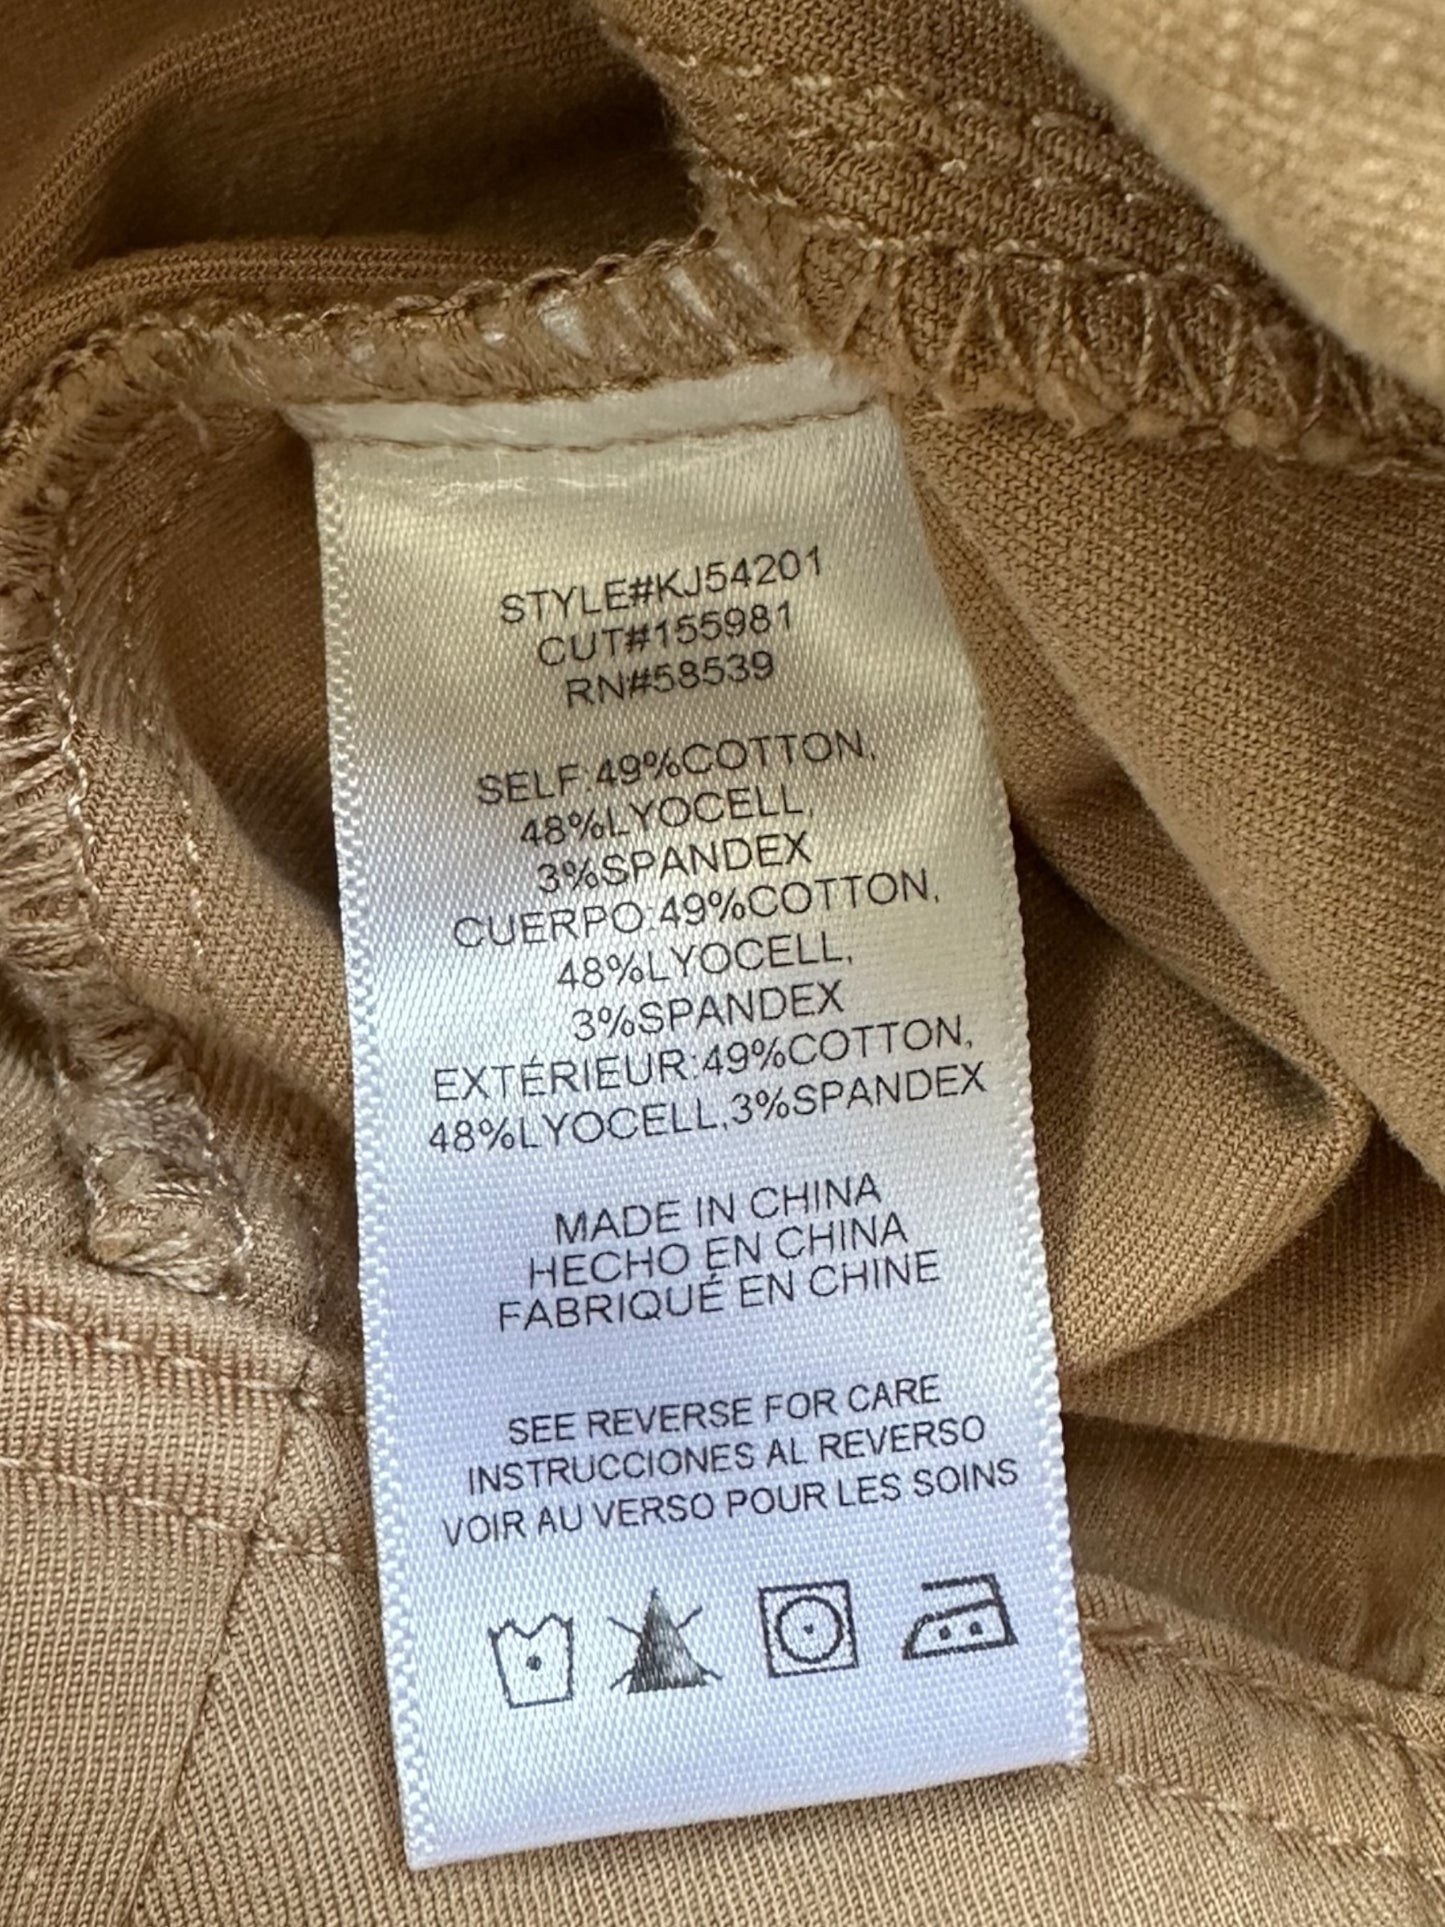 STYLE#KJ54201
CUT#155981
RN#58539
SELF:49%COTTON,
48%LYOCELL,
3%SPANDEX
CUERPO:49%COTTON,
48%LYOCELL,
3%SPANDEX
EXTÉRIEUR:49%COTTON,
48%LYOCELL,3%SPANDEX
MADE IN CHINA
HECHO EN CHINA
FABRIQUÉ EN CHINE
SEE REVERSE FOR CARE
INSTRUCCIONES AL REVERSO
VOIR AU VERSO POUR LES SOINS